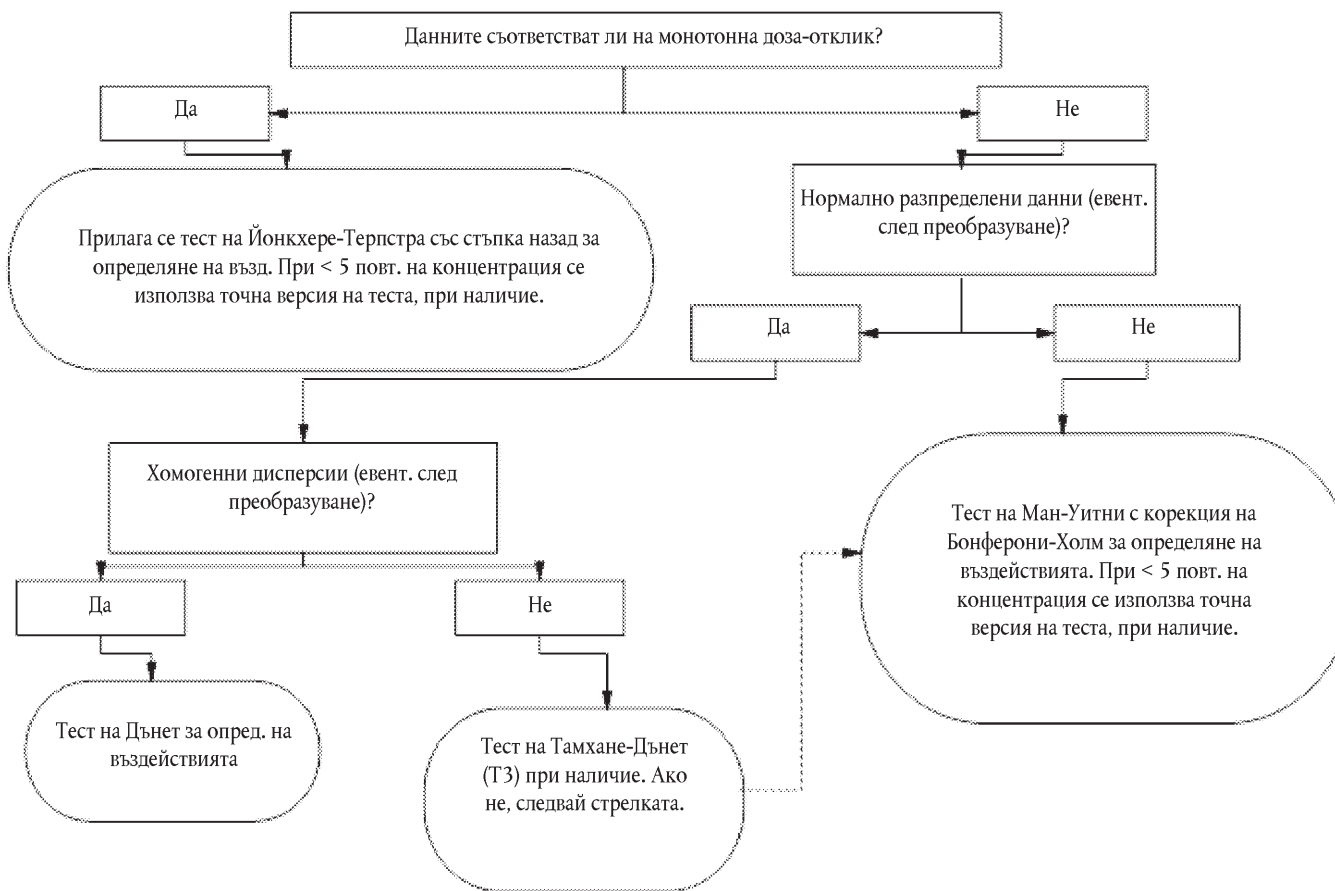 Данните съответстват ли на монотонна доза-отклик?
Да
Не
Прилага се тест на Йонкхере-Терпстра със стъпка назад за
определяне на възд. При < 5 повт. на концентрация се
използва точна версия на теста, при наличие.
Нормално разпределени данни (евент.
след преобразуване)?
Да
Не
Хомогенни дисперсии (евент. след
преобразуване)?
Тест на Ман-Уитни с корекция на
Бонферони-Холм за определяне на
въздействията. При < 5 повт. на
концентрация се използва точна
версия на теста, при наличие.
Да
Не
Тест на Дънет за опред. на
въздействията
Тест на Тамхане-Дънет
(Т3) при наличие. Ако
не, следвай стрелката.